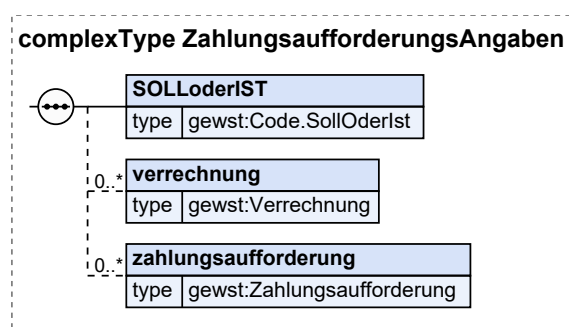 complexType ZahlungsaufforderungsAngaben
SOLLoderIST
type gewst:Code.SollOderIst
0..* verrechnung
type gewst:Verrechnung
0..* zahlungsaufforderung
type gewst:Zahlungsaufforderung